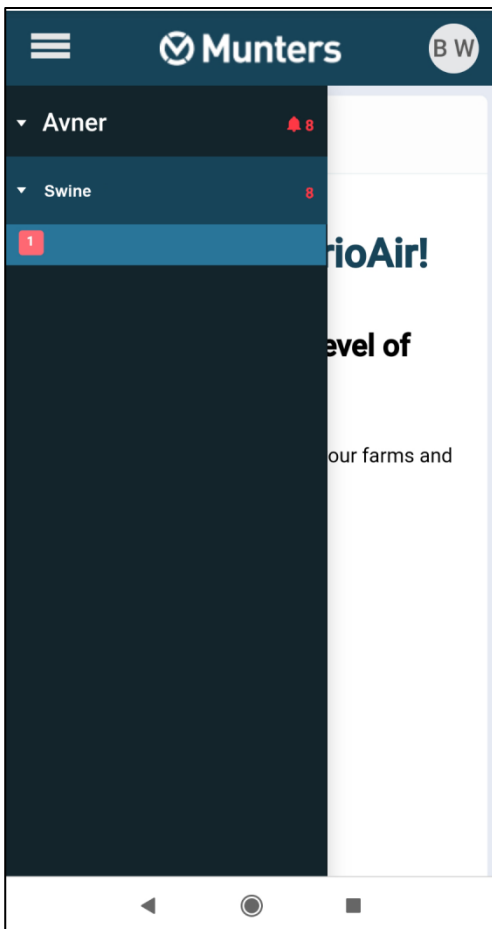 Munters
B W
Avner
8
Swine
8
1
rioAir!
evel of
our farms and